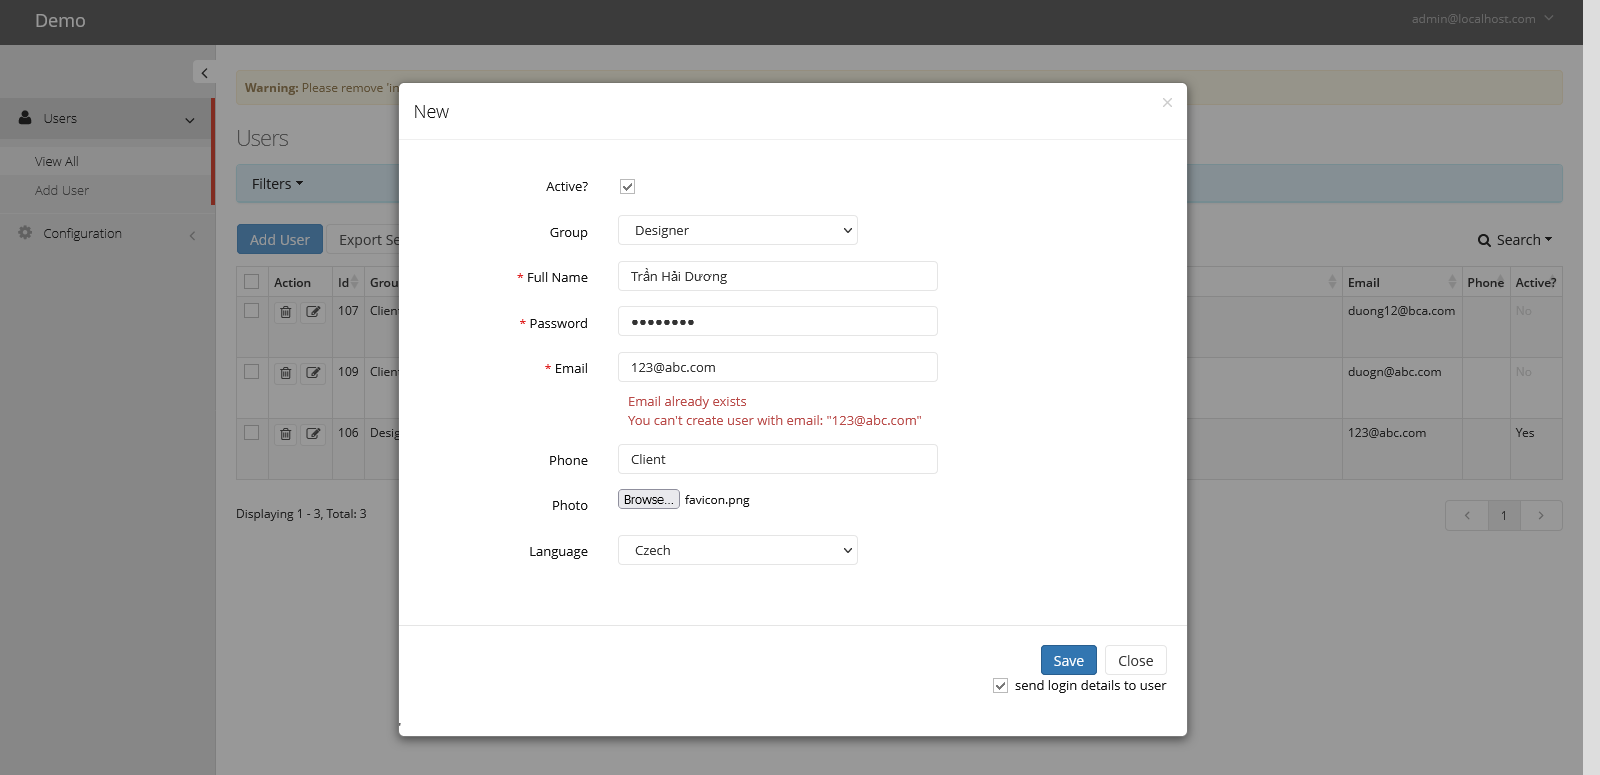 Demo
admin@localhost.com
Warning: Please remove 'in
Users
View All
Add User
Configuration
Users
Filters
Add User
Export Se
Search
Action Id Grou Email Phone Active?
107 Clien duong12@bca.com No
109 Clien duogn@abc.com No
106 Desig 123@abc.com Yes
Displaying 1 - 3, Total: 3
1
New
Active?
Group Designer
* Full Name Trần Hải Dương
* Password ••••••••
* Email 123@abc.com
Email already exists
You can't create user with email: "123@abc.com"
Phone Client
Photo Browse... favicon.png
Language Czech
Save Close
send login details to user